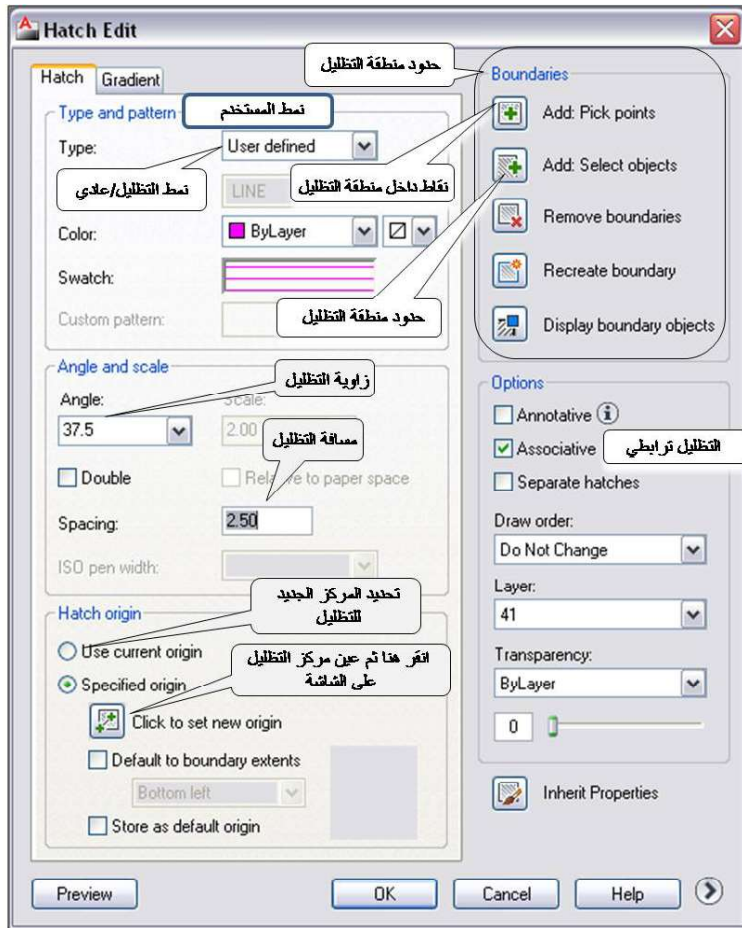 Hatch Edit
حدود منطقة التظليل
Hatch
Gradient
Type and pattern
نمط المستخدم
Type:
User defined
نمط التظليل/عادي
LINE
Color:
ByLayer
Swatch:
Custom pattern:
Angle and scale
زاوية التظليل
Angle:
Scale:
37.5
2.00
مسافة التظليل
Double
Relative to paper space
Spacing:
2.50
ISO pen width:
تحديد المركز الجديد
للتظليل
Hatch origin
Use current origin
انقر هنا ثم عين مركز التظليل
على الشاشة
Specified origin
Click to set new origin
Default to boundary extents
Bottom left
Store as default origin
Boundaries
Add: Pick points
نقاط داخل منطقة التظليل
Add: Select objects
Remove boundaries
Recreate boundary
حدود منطقة التظليل
Display boundary objects
Options
Annotative
Associative
التظليل ترابطي
Separate hatches
Draw order:
Do Not Change
Layer:
41
Transparency:
ByLayer
0
Inherit Properties
Preview
OK
Cancel
Help